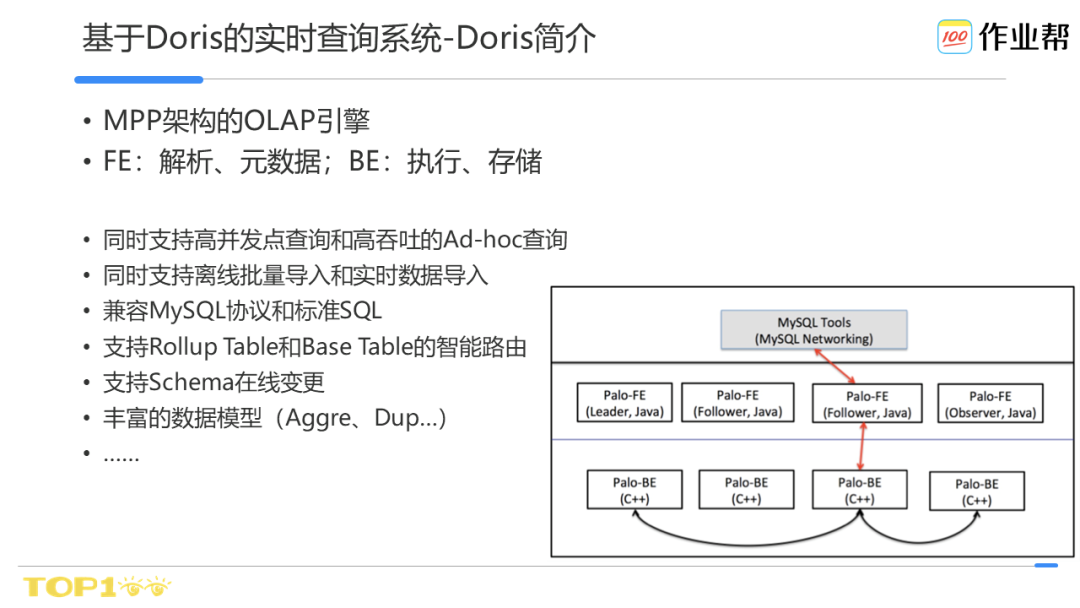 基于Doris的实时查询系统-Doris简介
100 作业帮
• MPP架构的OLAP引擎
• FE：解析、元数据；BE：执行、存储
• 同时支持高并发点查询和高吞吐的Ad-hoc查询
• 同时支持离线批量导入和实时数据导入
• 兼容MySQL协议和标准SQL
• 支持Rollup Table和Base Table的智能路由
• 支持Schema在线变更
• 丰富的数据模型（Aggre、Dup...）
• ......
MySQL Tools
(MySQL Networking)
Palo-FE
(Leader, Java)
Palo-FE
(Follower, Java)
Palo-FE
(Follower, Java)
Palo-FE
(Observer, Java)
Palo-BE
(C++)
Palo-BE
(C++)
Palo-BE
(C++)
Palo-BE
(C++)
TOP100